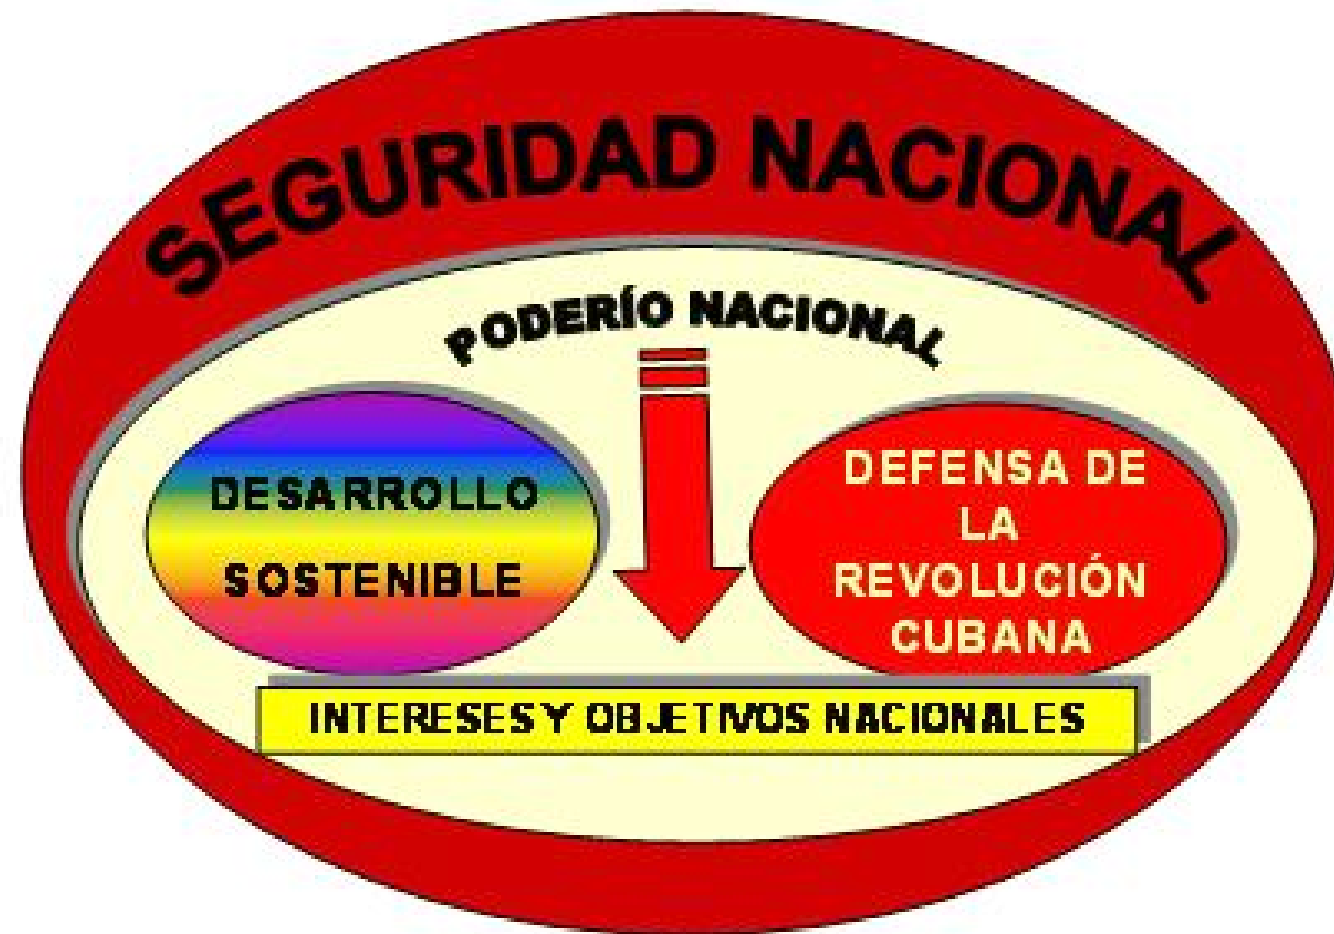 SEGURIDAD NACIONAL
PODERÍO NACIONAL
DESARROLLO
SOSTENIBLE
DEFENSA DE
LA
REVOLUCIÓN
CUBANA
INTERESES Y OBJETIVOS NACIONALES